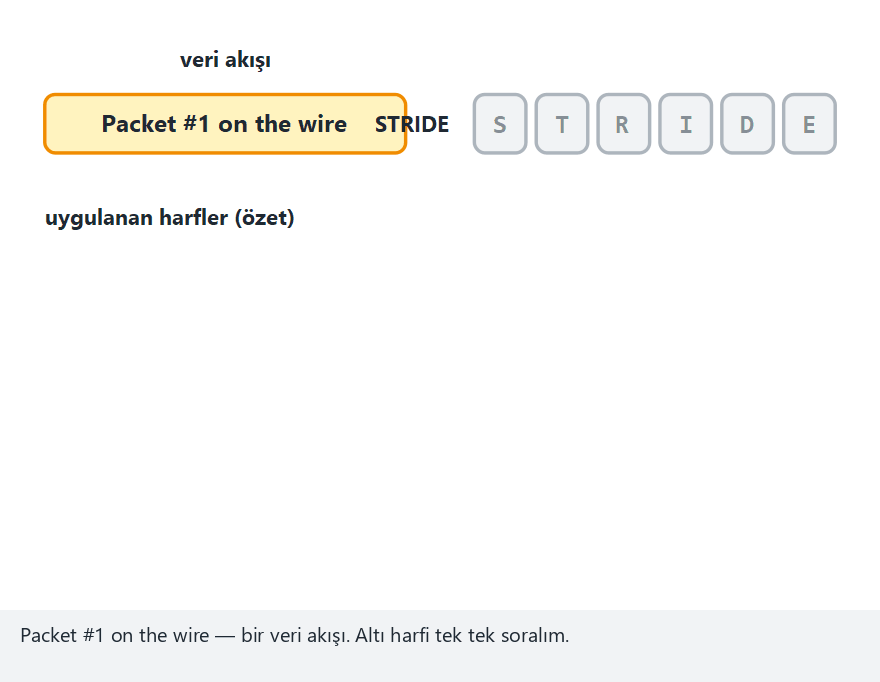 veri akışı
Packet #1 on the wire STRIDE S T R I D E
uygulanan harfler (özet)
Packet #1 on the wire — bir veri akışı. Altı harfi tek tek soralım.